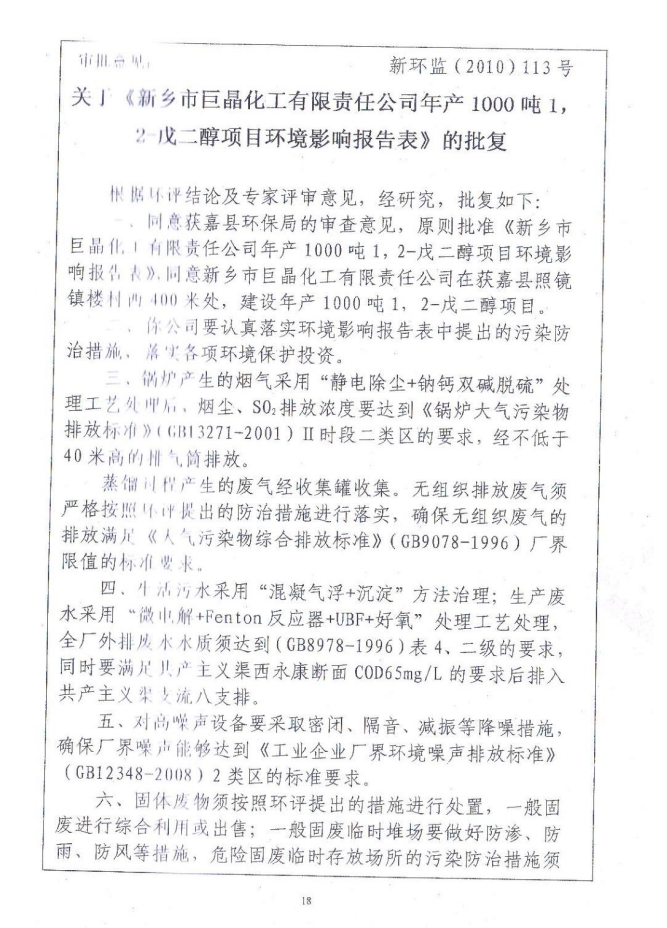 审批意见:
新环监(2010)113号
关于《新乡市巨晶化工有限责任公司年产1000吨1,
2-戊二醇项目环境影响报告表》的批复
根据环评结论及专家评审意见，经研究，批复如下:
一、同意获嘉县环保局的审查意见，原则批准《新乡市
巨晶化工有限责任公司年产1000吨1，2-戊二醇项目环境影
响报告表》,同意新乡市巨晶化工有限责任公司在获嘉县照镜
镇楼村西400米处，建设年产1000吨1，2-戊二醇项目。
二、你公司要认真落实环境影响报告表中提出的污染防
治措施，落实各项环境保护投资。
三、锅炉产生的烟气采用“静电除尘+钠钙双碱脱硫”处
理工艺处理后，烟尘、SO₂排放浓度要达到《锅炉大气污染物
排放标准》(GB13271-2001)Ⅱ时段二类区的要求，经不低于
40米高的排气筒排放。
蒸馏过程产生的废气经收集罐收集。无组织排放废气须
严格按照环评提出的防治措施进行落实，确保无组织废气的
排放满足《大气污染物综合排放标准》(GB9078-1996)厂界
限值的标准要求。
四、生活污水采用“混凝气浮+沉淀”方法治理；生产废
水采用“微电解+Fenton反应器+UBF+好氧”处理工艺处理，
全厂外排废水水质须达到(GB8978-1996)表4、二级的要求，
同时要满足共产主义渠西永康断面COD65mg/L的要求后排入
共产主义渠支流八支排。
五、对高噪声设备要采取密闭、隔音、减振等降噪措施，
确保厂界噪声能够达到《工业企业厂界环境噪声排放标准》
(GB12348-2008)2类区的标准要求。
六、固体废物须按照环评提出的措施进行处置，一般固
废进行综合利用或出售；一般固废临时堆场要做好防渗、防
雨、防风等措施，危险固废临时存放场所的污染防治措施须
18